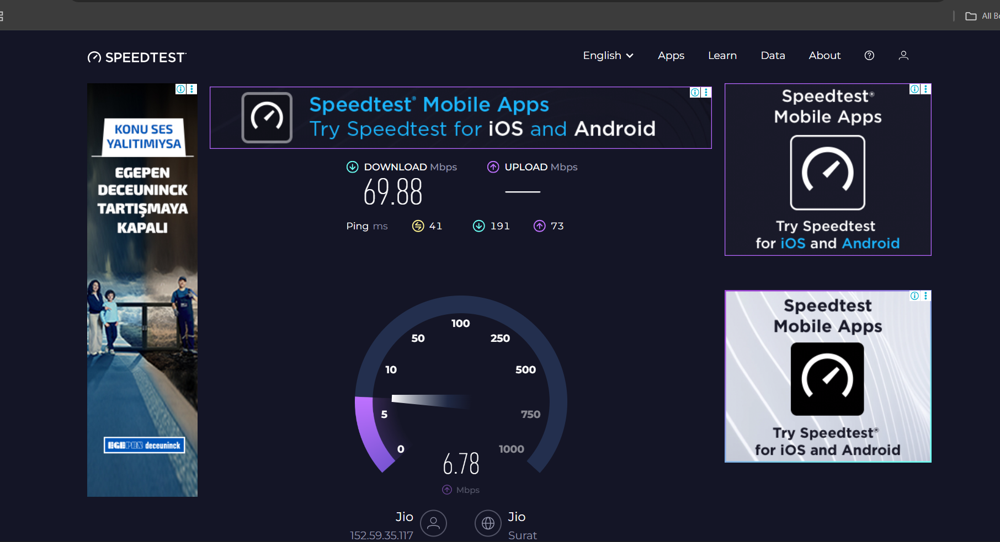 All
SPEEDTEST
English
Apps
Learn
Data
About
KONU SES
YALITIMIYSA
EGEPEN
DECEUNINCK
TARTIŞMAYA
KAPALI
EGEPEN deceuninck
Speedtest® Mobile Apps
Try Speedtest for iOS and Android
DOWNLOAD Mbps
69.88
UPLOAD Mbps
Ping ms
41
191
73
0
5
10
50
100
250
500
750
1000
6.78
Mbps
Jio
152.59.35.117
Jio
Surat
Speedtest®
Mobile Apps
Try Speedtest
for iOS and Android
Speedtest
Mobile Apps
Try Speedtest®
for iOS and Android